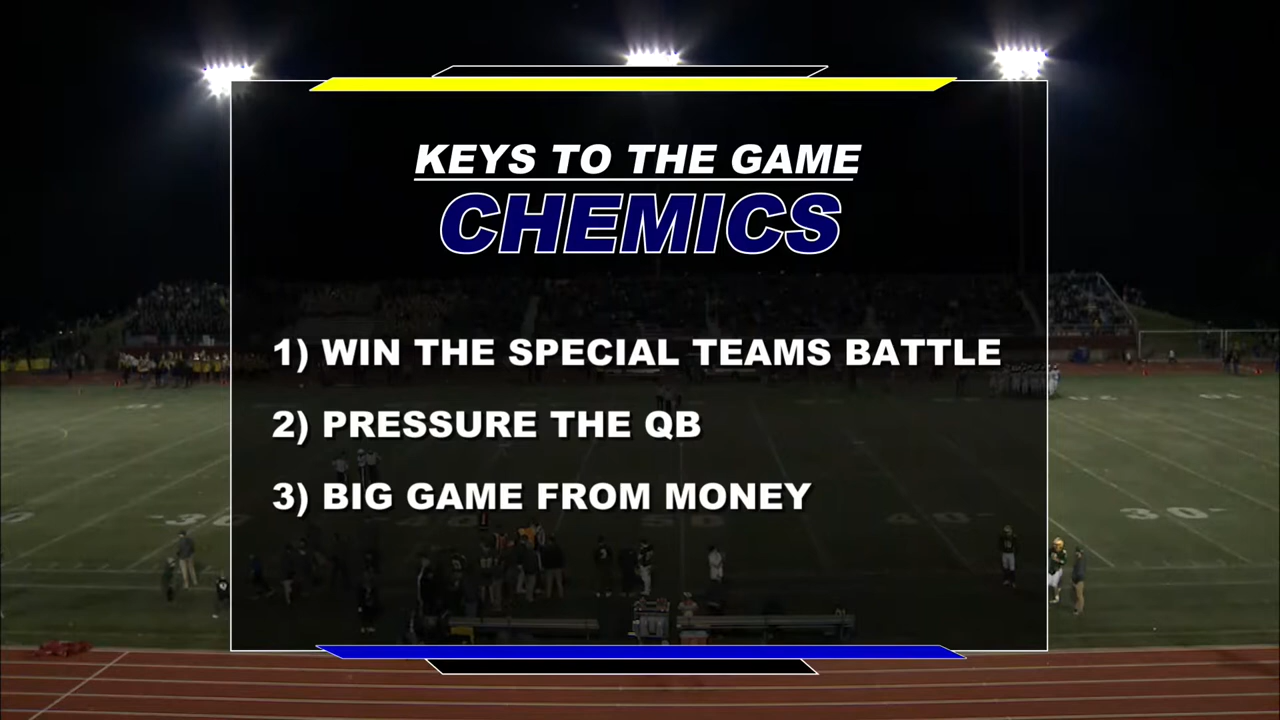 KEYS TO THE GAME
CHEMICS
1) WIN THE SPECIAL TEAMS BATTLE
2) PRESSURE THE QB
3) BIG GAME FROM MONEY
30